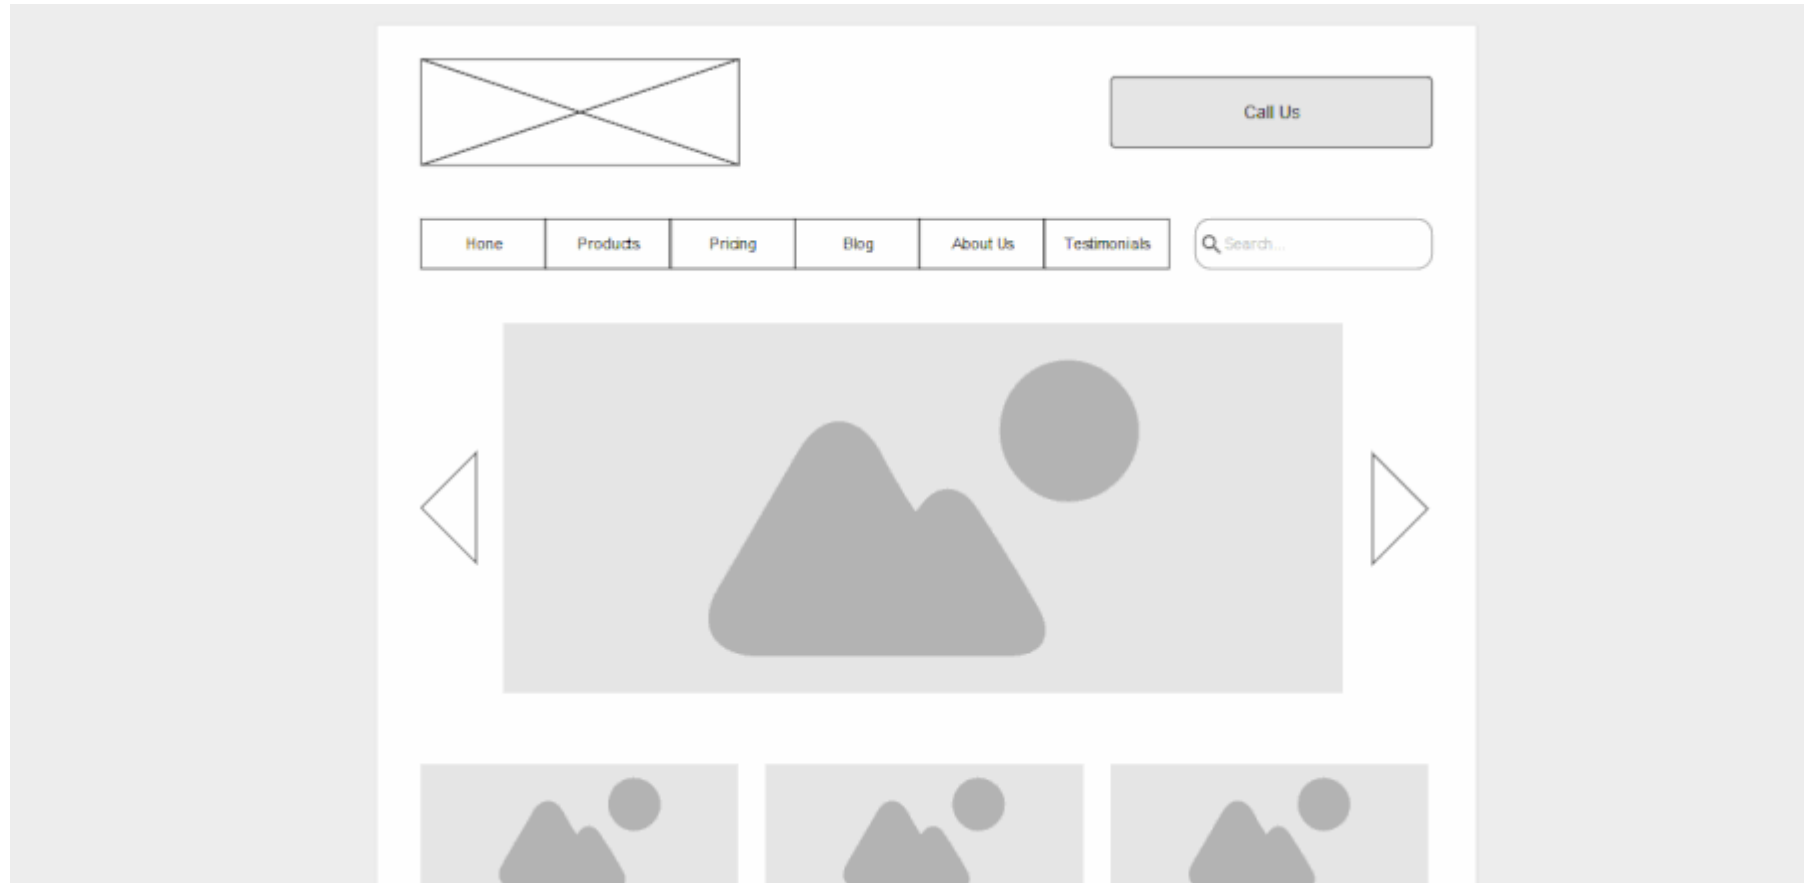 Call Us
Hone
Products
Pricing
Blog
About Us
Testimonials
Search...